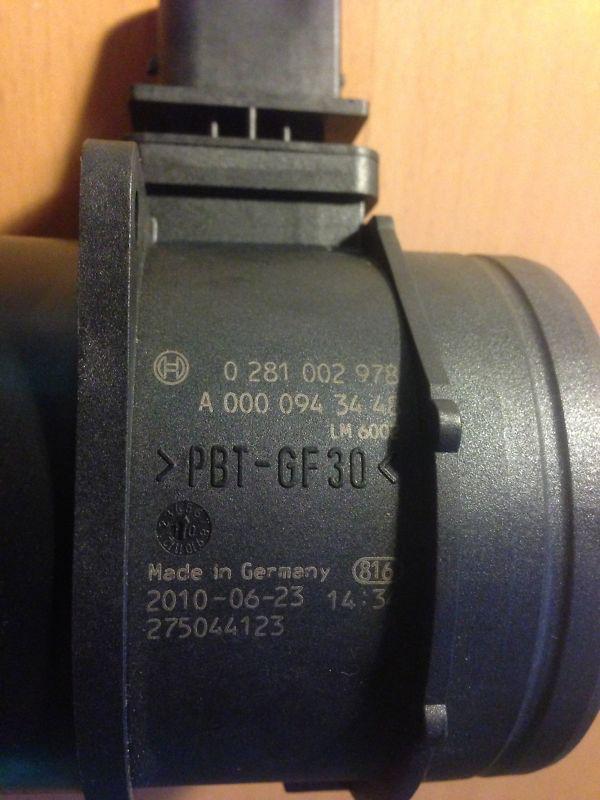 0 281 002 978
A 000 094 34 48
LM 600
>PBT-GF30<
Made in Germany 816
2010-06-23 14:3
275044123